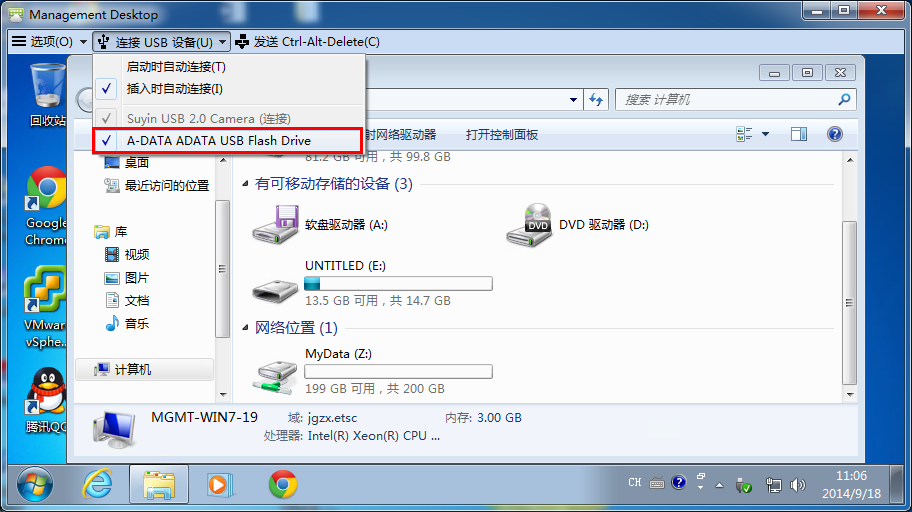 Management Desktop
选项(O) 连接 USB 设备(U) 发送 Ctrl-Alt-Delete(C)
启动时自动连接(T)
插入时自动连接(I)
Suyin USB 2.0 Camera (连接)
A-DATA ADATA USB Flash Drive
搜索 计算机
射网络驱动器 打开控制面板
回收站
桌面
最近访问的位置
81.2 GB 可用，共 99.8 GB
有可移动存储的设备 (3)
软盘驱动器 (A:)
DVD
DVD 驱动器 (D:)
Google
Chrome
库
视频
图片
文档
音乐
UNTITLED (E:)
13.5 GB 可用，共 14.7 GB
网络位置 (1)
MyData (Z:)
199 GB 可用，共 200 GB
VMware
vSphe...
计算机
腾讯QQ
MGMT-WIN7-19 域: jgzx.etsc 内存: 3.00 GB
处理器: Intel(R) Xeon(R) CPU ...
CH
11:06
2014/9/18